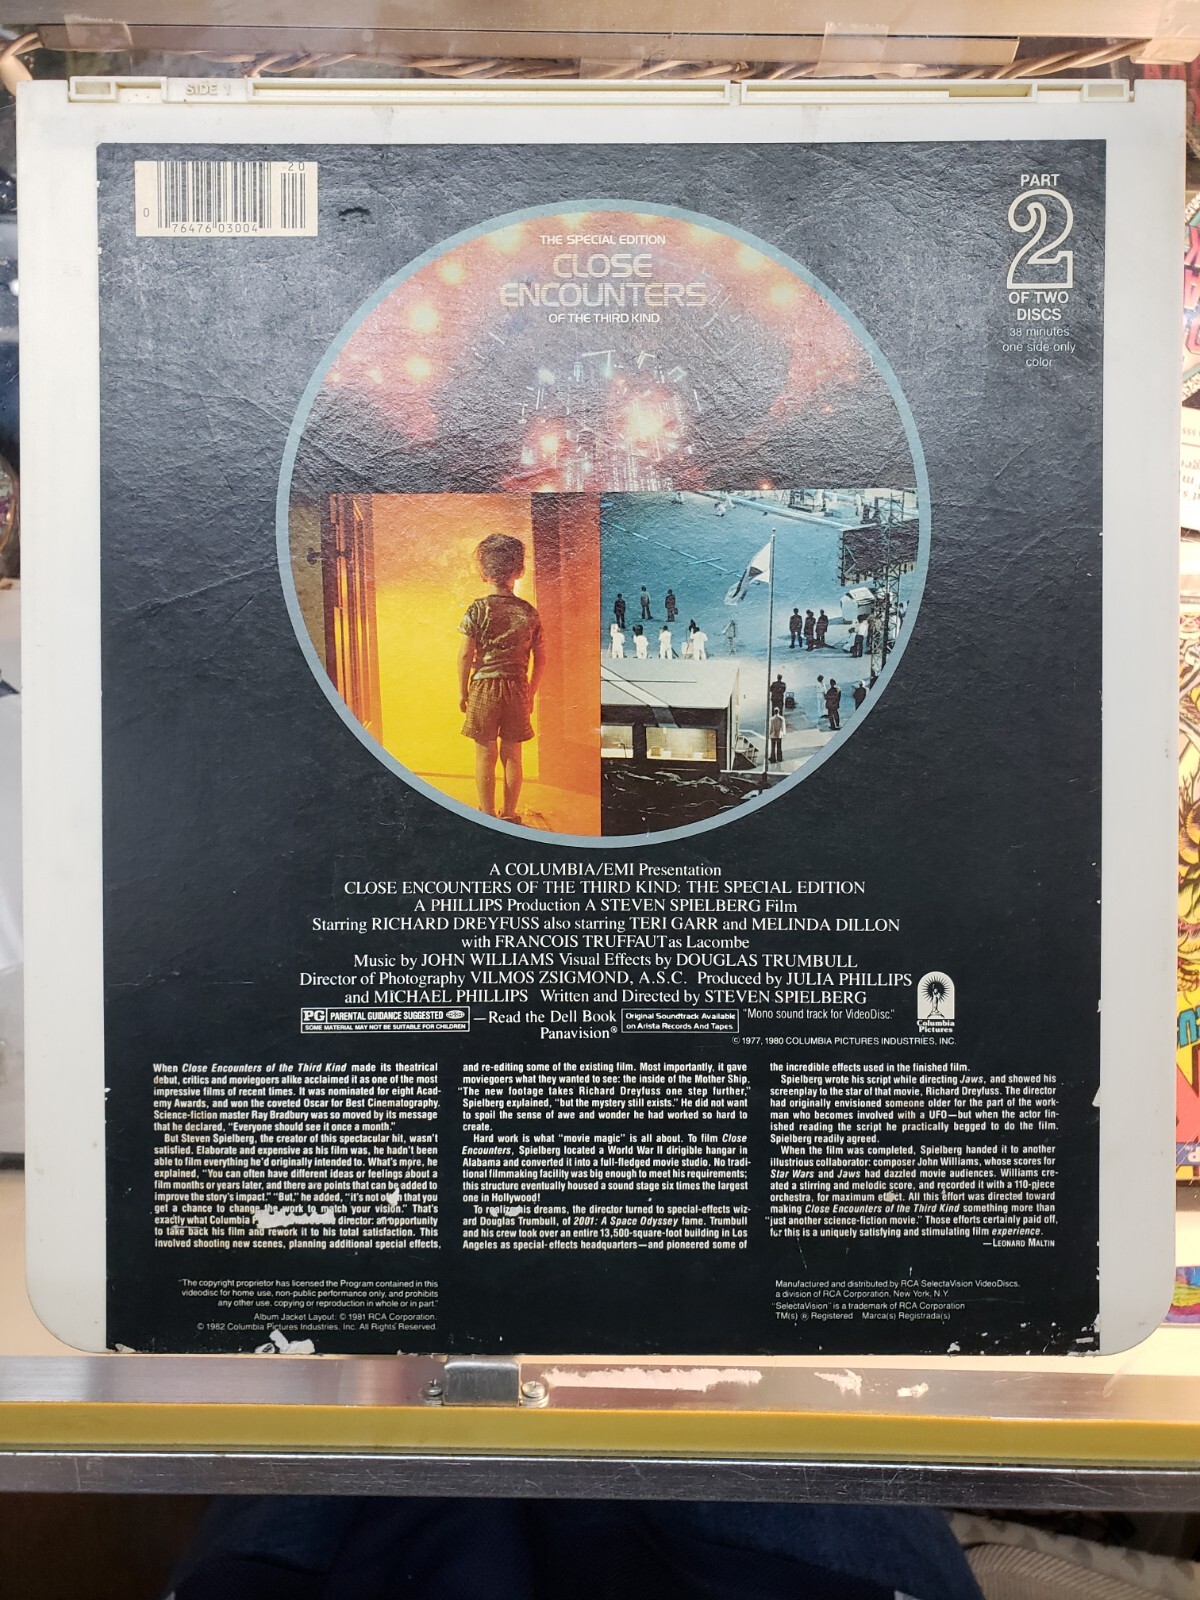 SIDE 1
20
0
76476 03004
PART
2
OF TWO
DISCS
38 minutes
one side only
color
THE SPECIAL EDITION
CLOSE
ENCOUNTERS
OF THE THIRD KIND
A COLUMBIA/EMI Presentation
CLOSE ENCOUNTERS OF THE THIRD KIND: THE SPECIAL EDITION
A PHILLIPS Production A STEVEN SPIELBERG Film
Starring RICHARD DREYFUSS also starring TERI GARR and MELINDA DILLON
with FRANCOIS TRUFFAUT as Lacombe
Music by JOHN WILLIAMS Visual Effects by DOUGLAS TRUMBULL
Director of Photography VILMOS ZSIGMOND, A.S.C. Produced by JULIA PHILLIPS
and MICHAEL PHILLIPS Written and Directed by STEVEN SPIELBERG
PG PARENTAL GUIDANCE SUGGESTED
SOME MATERIAL MAY NOT BE SUITABLE FOR CHILDREN
—Read the Dell Book
Original Soundtrack Available
on Arista Records And Tapes
"Mono sound track for VideoDisc."
Panavision®
Columbia
Pictures
© 1977, 1980 COLUMBIA PICTURES INDUSTRIES, INC.
When Close Encounters of the Third Kind made its theatrical
debut, critics and moviegoers alike acclaimed it as one of the most
impressive films of recent times. It was nominated for eight Acad-
emy Awards, and won the coveted Oscar for Best Cinematography.
Science-fiction master Ray Bradbury was so moved by its message
that he declared, "Everyone should see it once a month."
But Steven Spielberg, the creator of this spectacular hit, wasn't
satisfied. Elaborate and expensive as his film was, he hadn't been
able to film everything he'd originally intended to. What's more, he
explained, "You can often have different ideas or feelings about a
film months or years later, and there are points that can be added to
improve the story's impact." "But," he added, "it's not often that you
get a chance to change the work to match your vision." That's
exactly what Columbia director: an opportunity
to take back his film and rework it to his total satisfaction. This
involved shooting new scenes, planning additional special effects,
and re-editing some of the existing film. Most importantly, it gave
moviegoers what they wanted to see: the inside of the Mother Ship.
"The new footage takes Richard Dreyfuss one step further,"
Spielberg explained, "but the mystery still exists." He did not want
to spoil the sense of awe and wonder he had worked so hard to
create.
Hard work is what "movie magic" is all about. To film Close
Encounters, Spielberg located a World War II dirigible hangar in
Alabama and converted it into a full-fledged movie studio. No tradi-
tional filmmaking facility was big enough to meet his requirements;
this structure eventually housed a sound stage six times the largest
one in Hollywood!
To realize his dreams, the director turned to special-effects wiz-
ard Douglas Trumbull, of 2001: A Space Odyssey fame. Trumbull
and his crew took over an entire 13,500-square-foot building in Los
Angeles as special-effects headquarters—and pioneered some of
the incredible effects used in the finished film.
Spielberg wrote his script while directing Jaws, and showed his
screenplay to the star of that movie, Richard Dreyfuss. The director
had originally envisioned someone older for the part of the work-
man who becomes involved with a UFO—but when the actor fin-
ished reading the script he practically begged to do the film.
Spielberg readily agreed.
When the film was completed, Spielberg handed it to another
illustrious collaborator: composer John Williams, whose scores for
Star Wars and Jaws had dazzled movie audiences. Williams cre-
ated a stirring and melodic score, and recorded it with a 110-piece
orchestra, for maximum effect. All this effort was directed toward
making Close Encounters of the Third Kind something more than
"just another science-fiction movie." Those efforts certainly paid off,
for this is a uniquely satisfying and stimulating film experience.
—LEONARD MALTIN
"The copyright proprietor has licensed the Program contained in this
videodisc for home use, non-public performance only, and prohibits
any other use, copying or reproduction in whole or in part."
Album Jacket Layout: © 1981 RCA Corporation.
© 1982 Columbia Pictures Industries, Inc. All Rights Reserved.
Manufactured and distributed by RCA SelectaVision VideoDiscs,
a division of RCA Corporation, New York, N.Y.
"SelectaVision" is a trademark of RCA Corporation
TM(s) ® Registered Marca(s) Registrada(s)